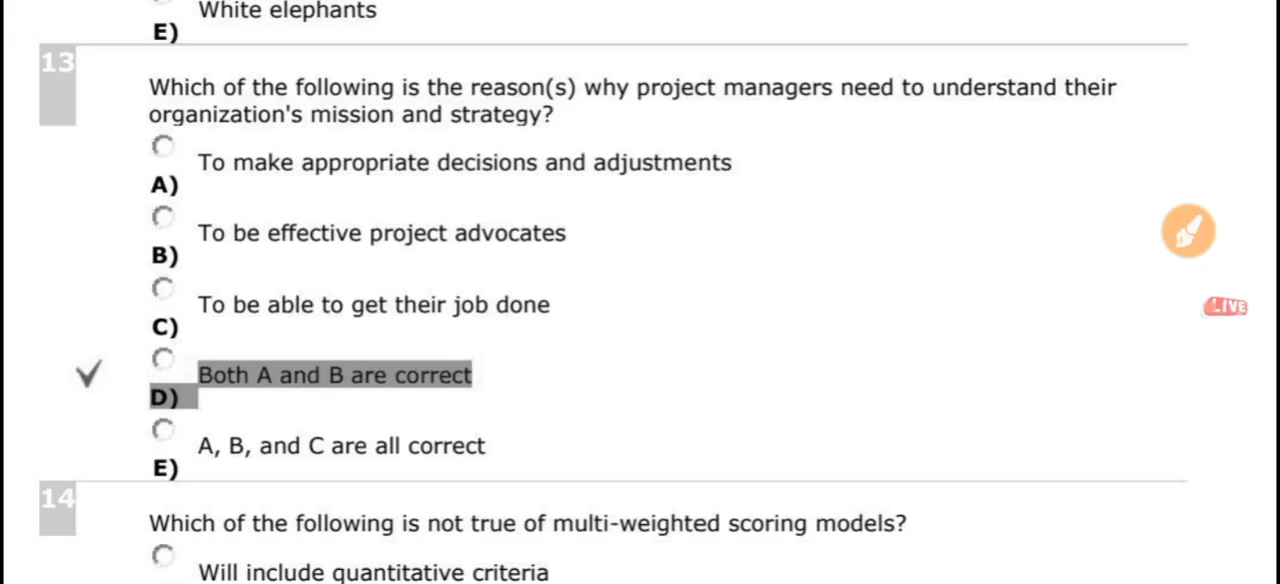 White elephants
E)
13
Which of the following is the reason(s) why project managers need to understand their
organization's mission and strategy?
To make appropriate decisions and adjustments
A)
To be effective project advocates
B)
To be able to get their job done
C)
Both A and B are correct
D)
A, B, and C are all correct
E)
14
Which of the following is not true of multi-weighted scoring models?
Will include quantitative criteria
LIVE